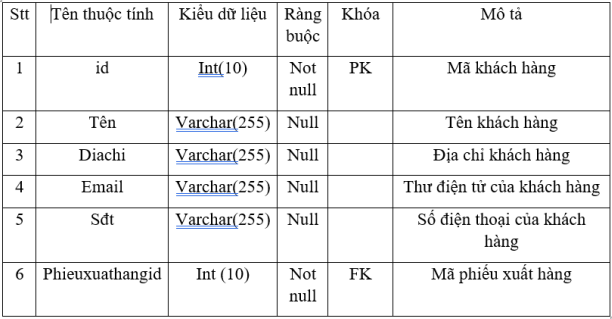 Stt Tên thuộc tính Kiểu dữ liệu Ràng buộc Khóa Mô tả
1 id Int(10) Not null PK Mã khách hàng
2 Tên Varchar(255) Null Tên khách hàng
3 Diachi Varchar(255) Null Địa chỉ khách hàng
4 Email Varchar(255) Null Thư điện tử của khách hàng
5 Sđt Varchar(255) Null Số điện thoại của khách hàng
6 Phieuxuathangid Int (10) Not null FK Mã phiếu xuất hàng